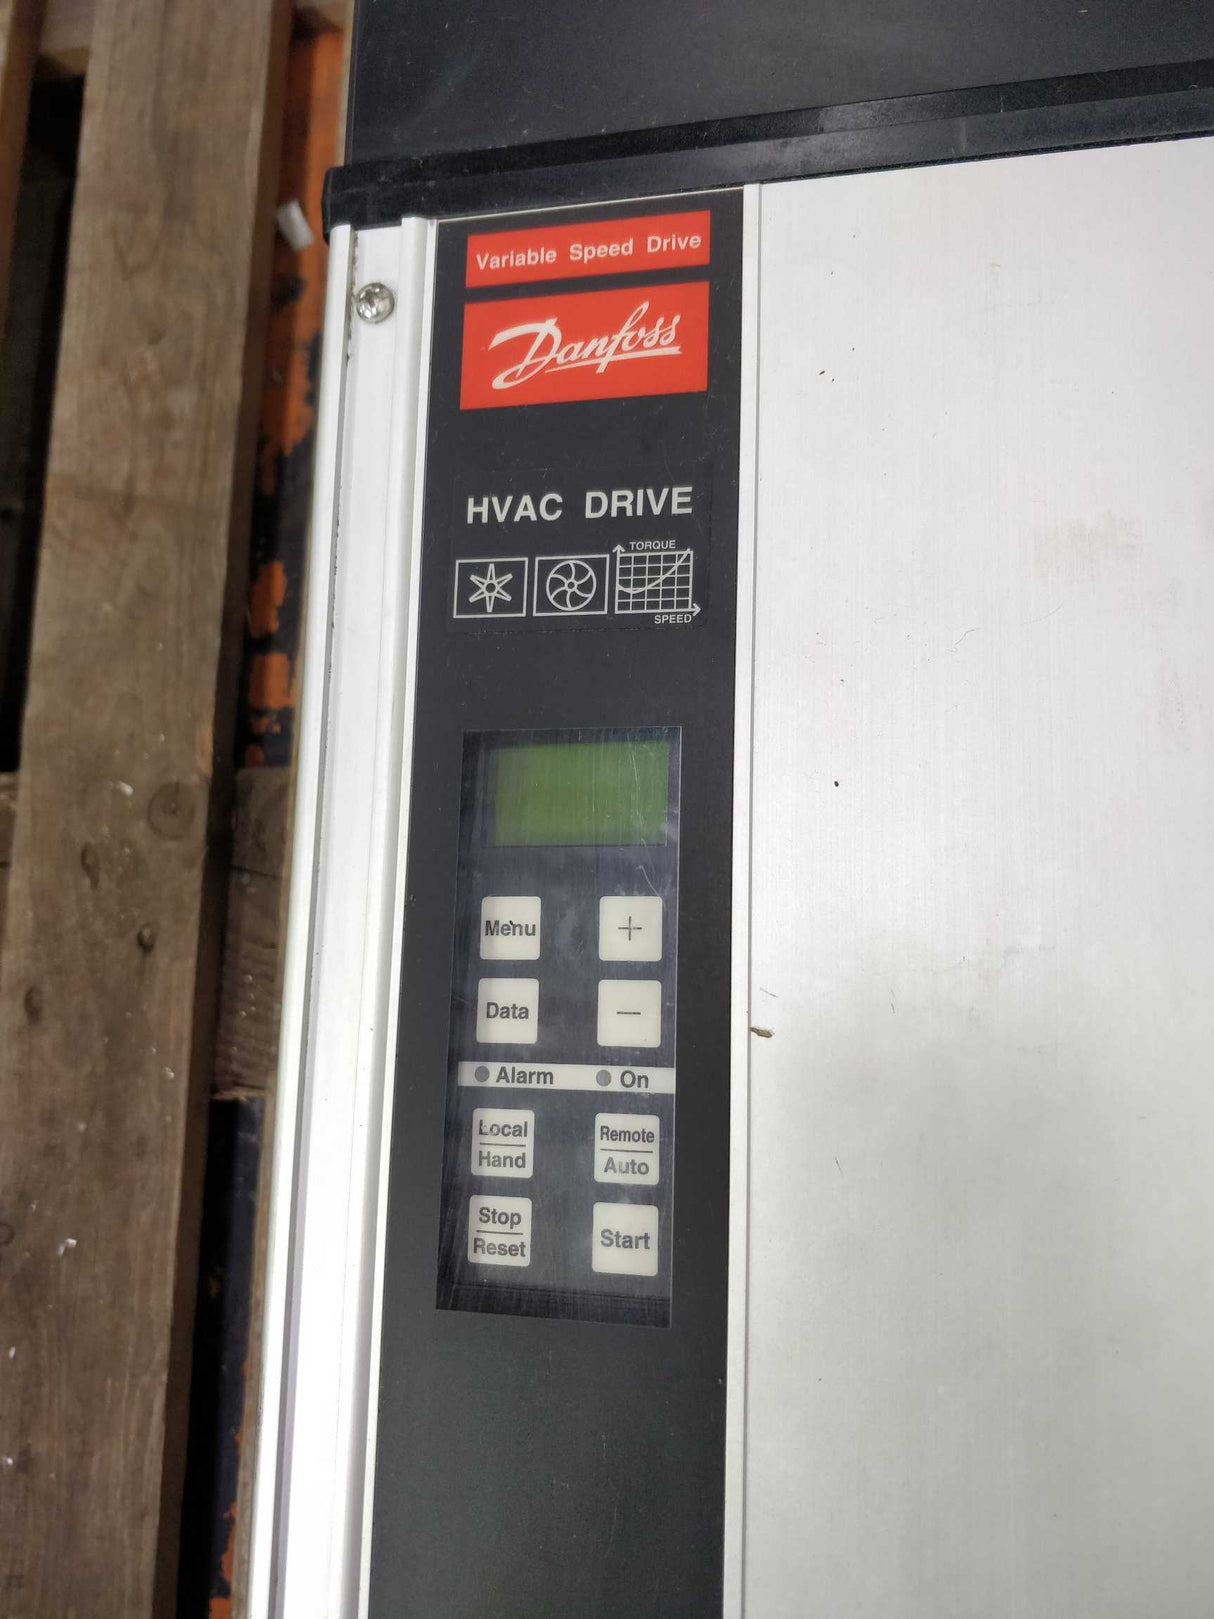 Variable Speed Drive
Danfoss
HVAC DRIVE
TORQUE
SPEED
Menu +
Data —
Alarm On
Local Remote
Hand Auto
Stop
Reset Start